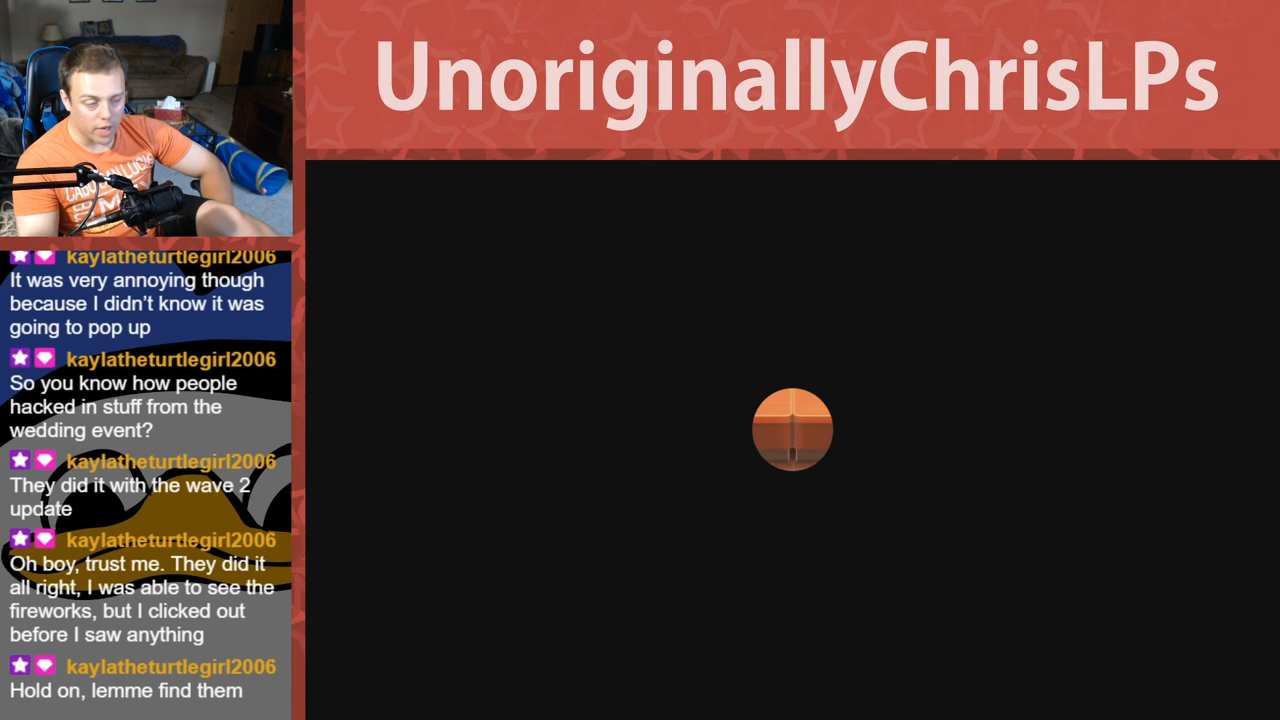 UnoriginallyChrisLPs
kaylatheturtlegirl2006
It was very annoying though
because I didn't know it was
going to pop up
kaylatheturtlegirl2006
So you know how people
hacked in stuff from the
wedding event?
kaylatheturtlegirl2006
They did it with the wave 2
update
kaylatheturtlegirl2006
Oh boy, trust me. They did it
all right, I was able to see the
fireworks, but I clicked out
before I saw anything
kaylatheturtlegirl2006
Hold on, lemme find them